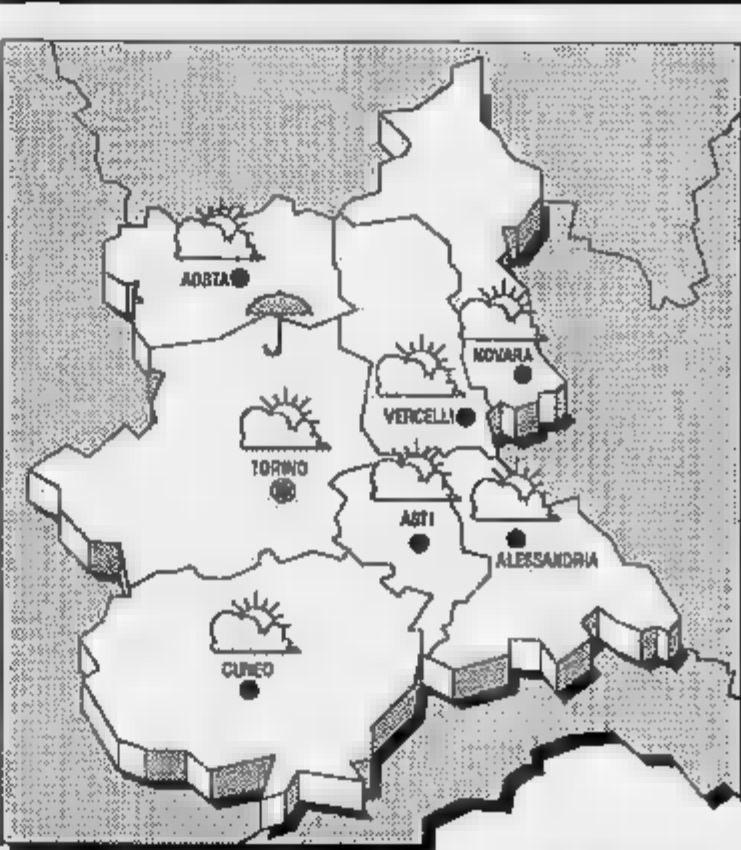 AOSTA
NOVARA
VERCELLI
TORINO
ASTI
ALESSANDRIA
CUNEO